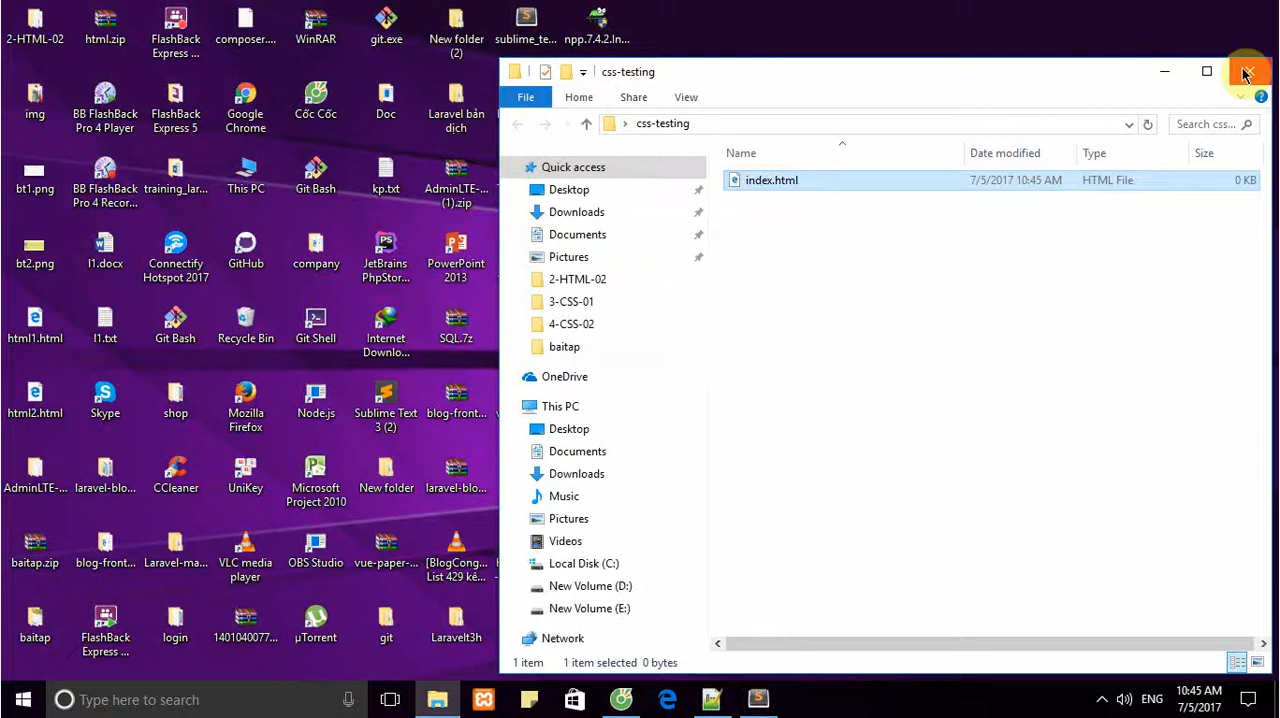 2-HTML-02
html.zip
FlashBack
Express ...
composer....
WinRAR
git.exe
New folder
(2)
sublime_te...
npp.7.4.2.In...
img
BB FlashBack
Pro 4 Player
FlashBack
Express 5
Google
Chrome
Cốc Cốc
Doc
Laravel bản
dịch
bt1.png
BB FlashBack
Pro 4 Recor...
training_lar...
This PC
Git Bash
kp.txt
AdminLTE-...
(1).zip
bt2.png
l1.docx
Connectify
Hotspot 2017
GitHub
company
JetBrains
PhpStor...
PowerPoint
2013
html1.html
l1.txt
Git Bash
Recycle Bin
Git Shell
Internet
Downlo...
SQL.7z
html2.html
Skype
shop
Mozilla
Firefox
Node.js
Sublime Text
3 (2)
blog-front...
AdminLTE-...
laravel-blo...
CCleaner
UniKey
Microsoft
Project 2010
New folder
laravel-blo...
baitap.zip
blog-front...
Laravel-ma...
VLC media
player
OBS Studio
vue-paper-...
[BlogCong...
List 429 kê...
baitap
FlashBack
Express ...
login
1401040077...
µTorrent
git
Laravelt3h
css-testing
File
Home
Share
View
css-testing
Search css...
Name
Date modified
Type
Size
index.html
7/5/2017 10:45 AM
HTML File
0 KB
Quick access
Desktop
Downloads
Documents
Pictures
2-HTML-02
3-CSS-01
4-CSS-02
baitap
OneDrive
This PC
Desktop
Documents
Downloads
Music
Pictures
Videos
Local Disk (C:)
New Volume (D:)
New Volume (E:)
Network
1 item
1 item selected 0 bytes
Type here to search
ENG
10:45 AM
7/5/2017